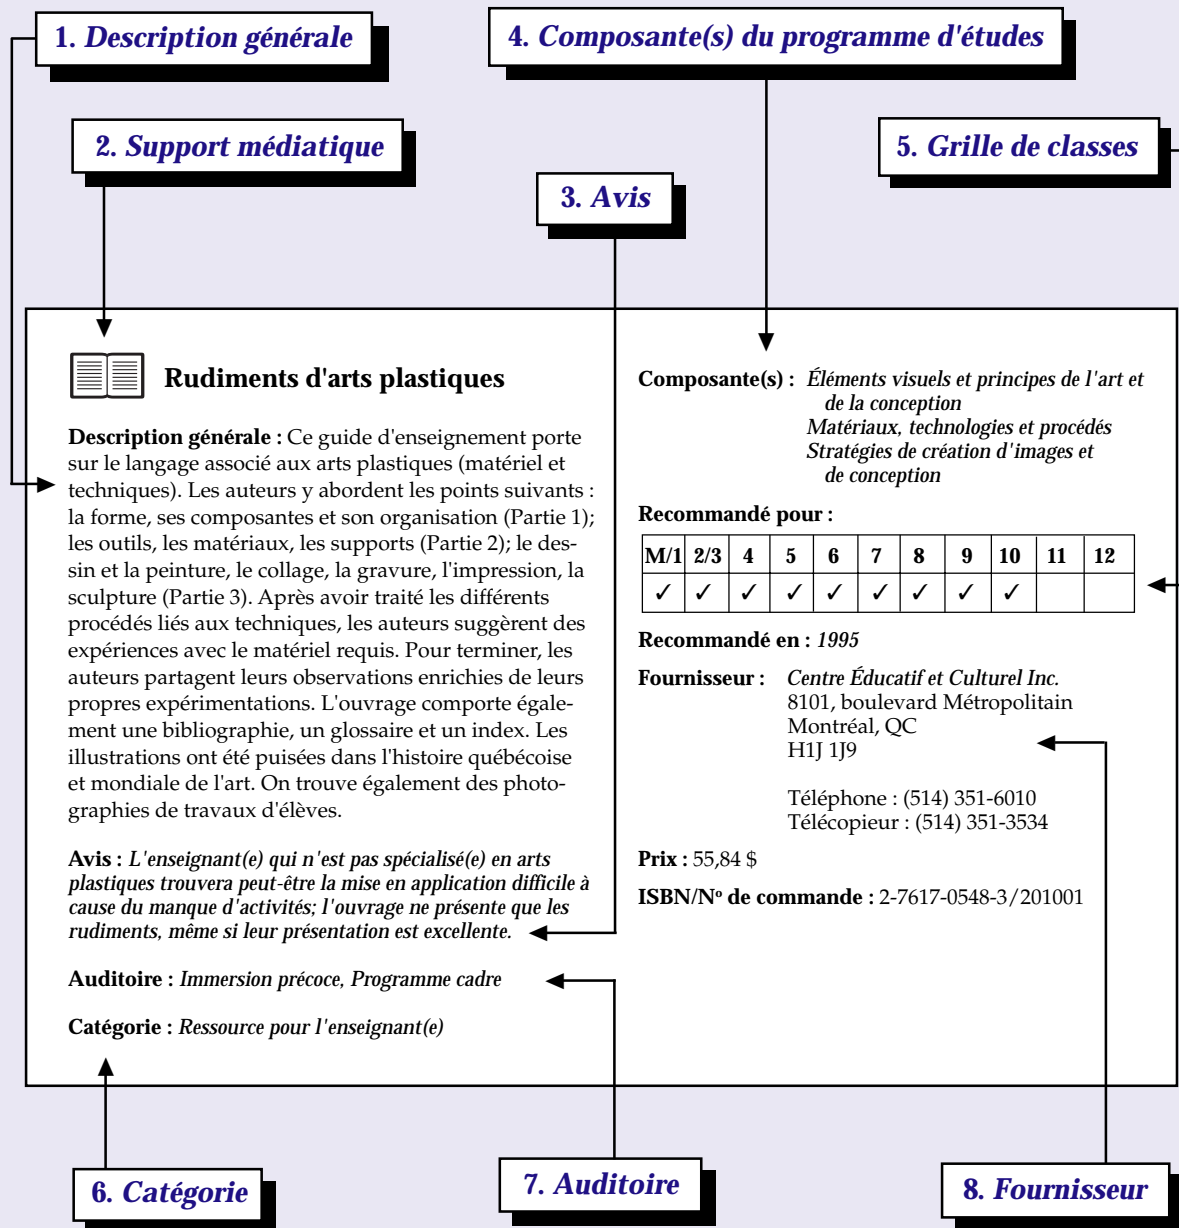 1. Description générale
4. Composante(s) du programme d'études
2. Support médiatique
5. Grille de classes
3. Avis
Rudiments d'arts plastiques
Description générale : Ce guide d'enseignement porte
sur le langage associé aux arts plastiques (matériel et
techniques). Les auteurs y abordent les points suivants :
la forme, ses composantes et son organisation (Partie 1);
les outils, les matériaux, les supports (Partie 2); le des-
sin et la peinture, le collage, la gravure, l'impression, la
sculpture (Partie 3). Après avoir traité les différents
procédés liés aux techniques, les auteurs suggèrent des
expériences avec le matériel requis. Pour terminer, les
auteurs partagent leurs observations enrichies de leurs
propres expérimentations. L'ouvrage comporte égale-
ment une bibliographie, un glossaire et un index. Les
illustrations ont été puisées dans l'histoire québécoise
et mondiale de l'art. On trouve également des photo-
graphies de travaux d'élèves.
Avis : L'enseignant(e) qui n'est pas spécialisé(e) en arts
plastiques trouvera peut-être la mise en application difficile à
cause du manque d'activités; l'ouvrage ne présente que les
rudiments, même si leur présentation est excellente.
Auditoire : Immersion précoce, Programme cadre
Catégorie : Ressource pour l'enseignant(e)
Composante(s) : Éléments visuels et principes de l'art et
de la conception
Matériaux, technologies et procédés
Stratégies de création d'images et
de conception
Recommandé pour :
M/1 2/3 4 5 6 7 8 9 10 11 12
✓ ✓ ✓ ✓ ✓ ✓ ✓ ✓ ✓
Recommandé en : 1995
Fournisseur : Centre Éducatif et Culturel Inc.
8101, boulevard Métropolitain
Montréal, QC
H1J 1J9
Téléphone : (514) 351-6010
Télécopieur : (514) 351-3534
Prix : 55,84 $
ISBN/Nº de commande : 2-7617-0548-3/201001
6. Catégorie
7. Auditoire
8. Fournisseur